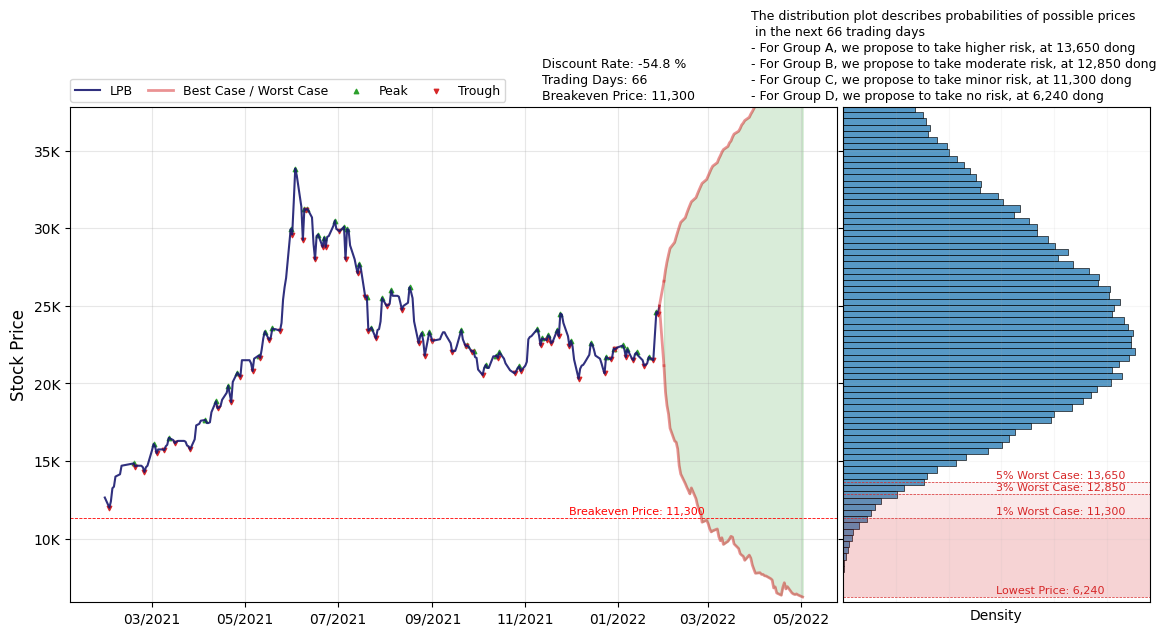 The distribution plot describes probabilities of possible prices
in the next 66 trading days
- For Group A, we propose to take higher risk, at 13,650 dong
- For Group B, we propose to take moderate risk, at 12,850 dong
- For Group C, we propose to take minor risk, at 11,300 dong
- For Group D, we propose to take no risk, at 6,240 dong
Discount Rate: -54.8 %
Trading Days: 66
Breakeven Price: 11,300
LPB
Best Case / Worst Case
Peak
Trough
Stock Price
35K
30K
25K
20K
15K
10K
Breakeven Price: 11,300
5% Worst Case: 13,650
3% Worst Case: 12,850
1% Worst Case: 11,300
Lowest Price: 6,240
03/2021
05/2021
07/2021
09/2021
11/2021
01/2022
03/2022
05/2022
Density